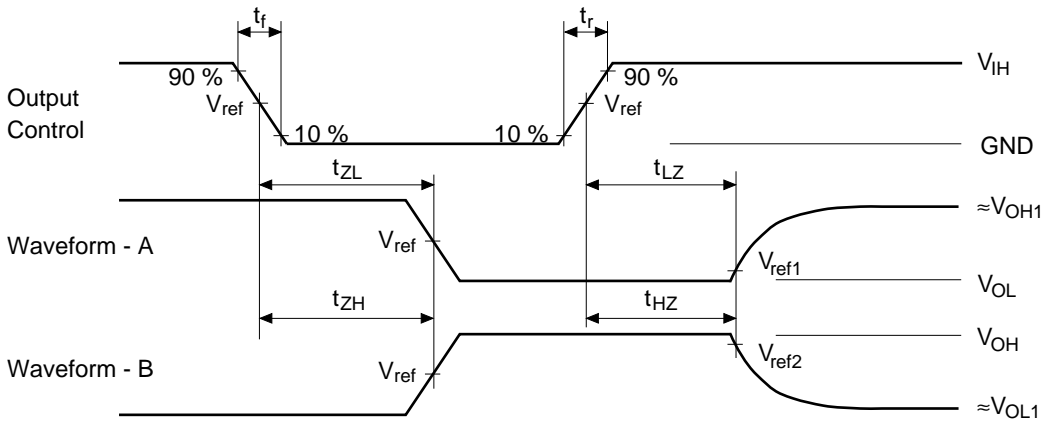 tf
tr
90 %
90 %
VIH
Output
Control
Vref
Vref
10 %
10 %
GND
tZL
tLZ
≈VOH1
Waveform - A
Vref
Vref1
VOL
tZH
tHZ
VOH
Waveform - B
Vref
Vref2
≈VOL1